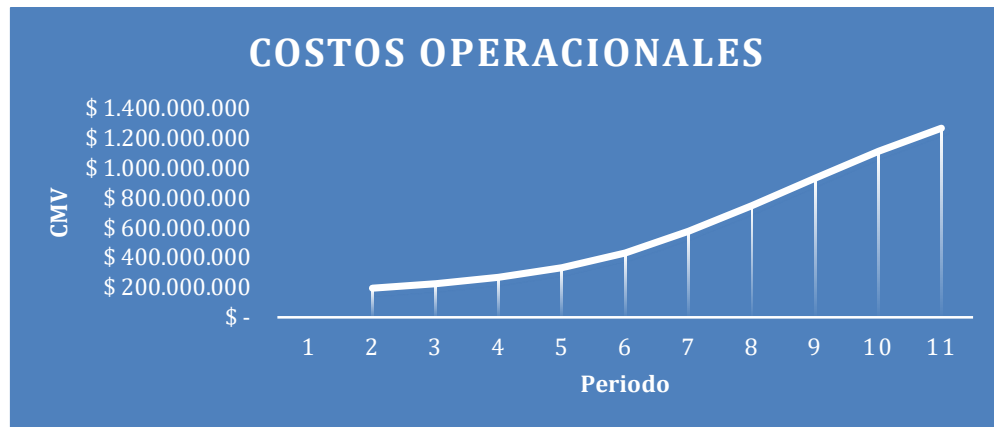 COSTOS OPERACIONALES
$ 1.400.000.000
$ 1.200.000.000
$ 1.000.000.000
$ 800.000.000
$ 600.000.000
$ 400.000.000
$ 200.000.000
$ -
CMV
1 2 3 4 5 6 7 8 9 10 11
Periodo